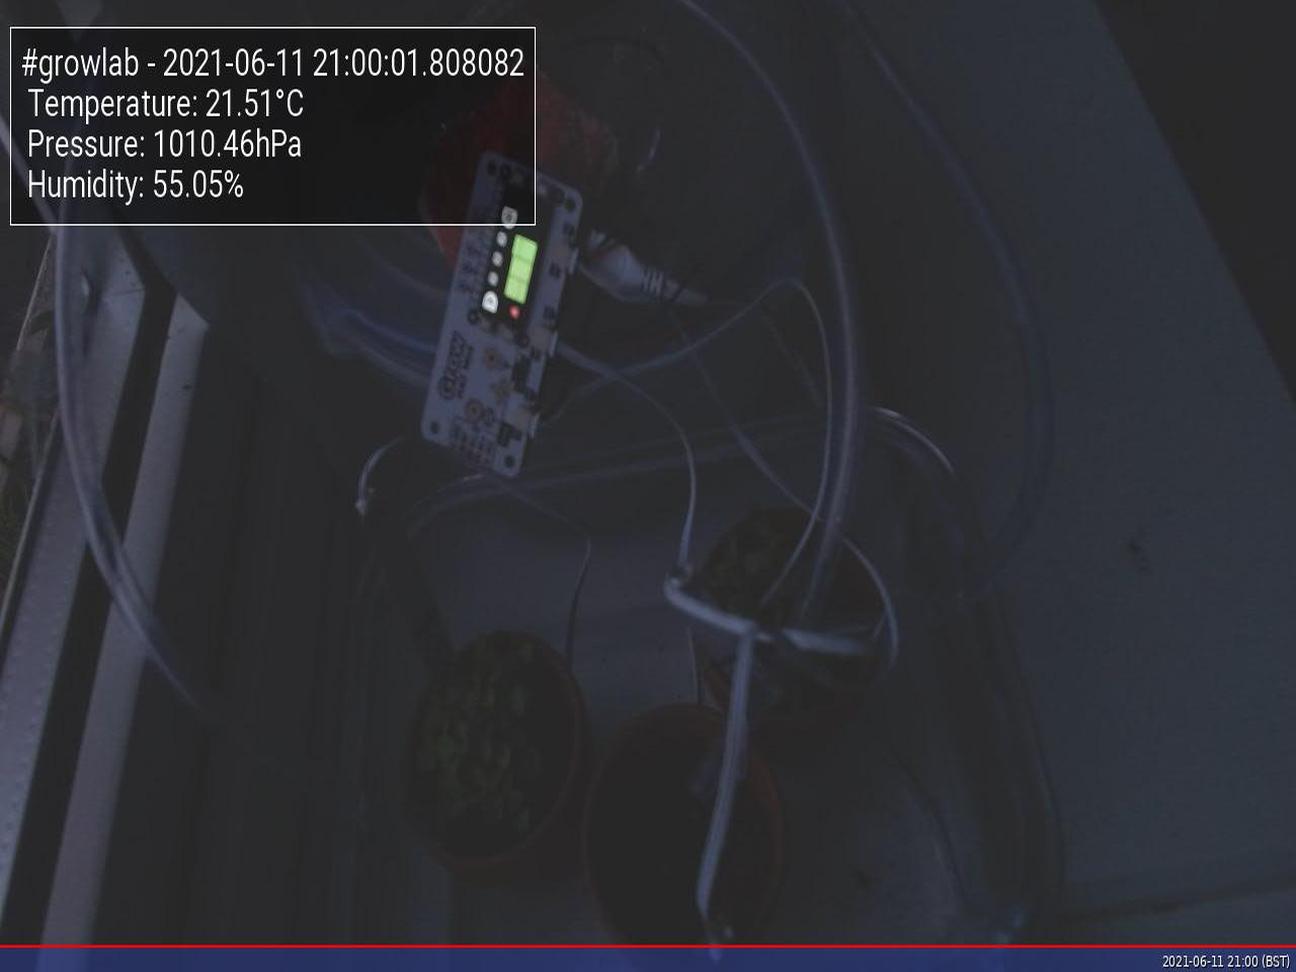 #growlab - 2021-06-11 21:00:01.808082
Temperature: 21.51°C
Pressure: 1010.46hPa
Humidity: 55.05%
GROW
2021-06-11 21:00 (BST)